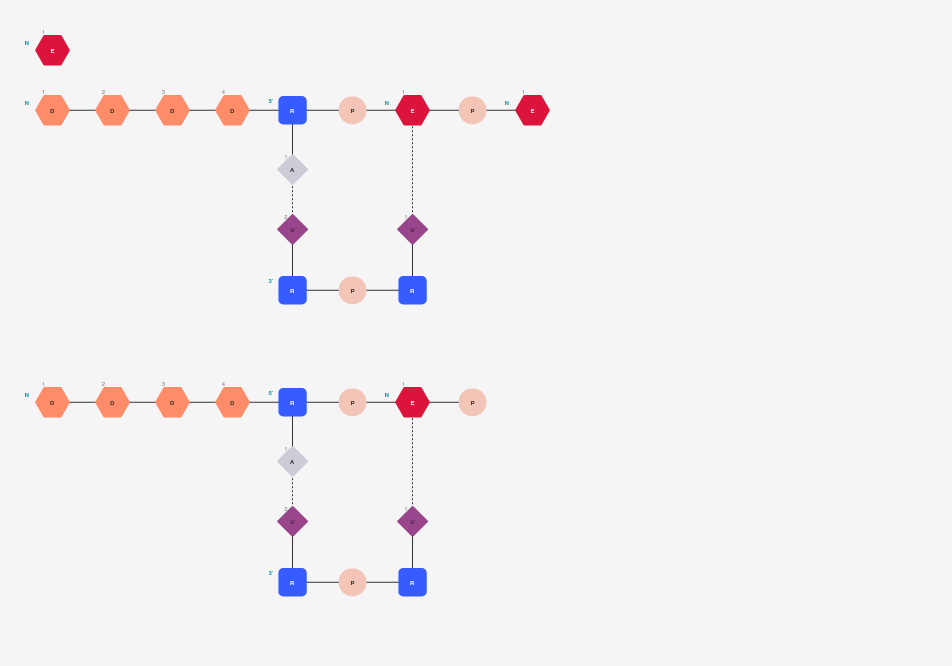 1
N E
1 2 3 4 1 1
N D D D D 5' R P N E P N E
1
A
2 1
U U
3' R P R
1 2 3 4 1
N D D D D 5' R P N E P
1
A
2 1
U U
3' R P R